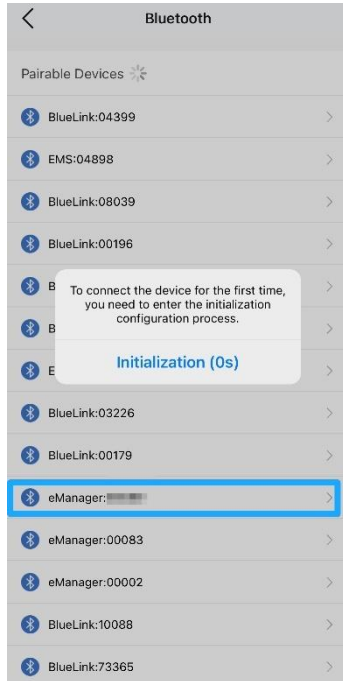 Bluetooth
Pairable Devices
BlueLink:04399
EMS:04898
BlueLink:08039
BlueLink:00196
B
To connect the device for the first time,
you need to enter the initialization
B
configuration process.
E
Initialization (0s)
BlueLink:03226
BlueLink:00179
eManager:
eManager:00083
eManager:00002
BlueLink:10088
BlueLink:73365